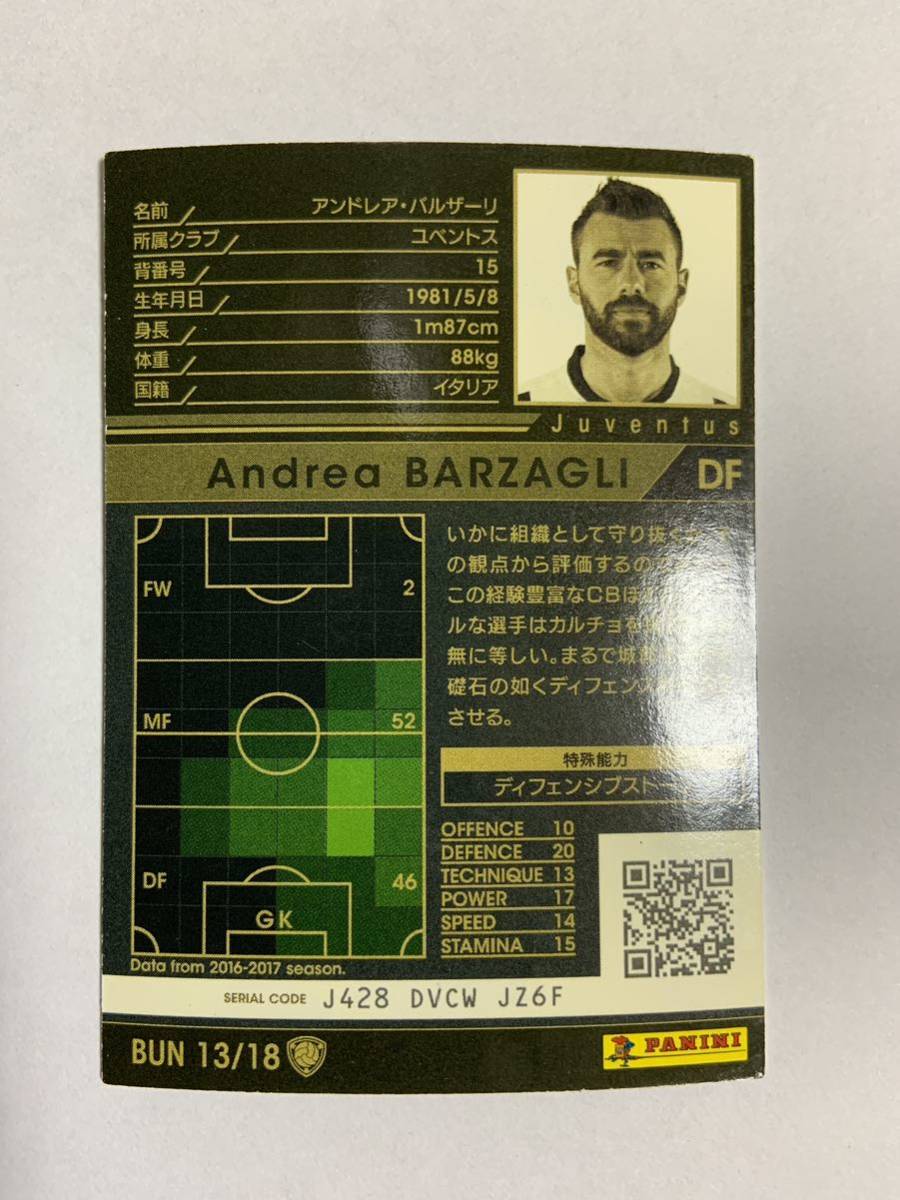 名前 アンドレア・バルザーリ
所属クラブ ユベントス
背番号 15
生年月日 1981/5/8
身長 1m87cm
体重 88kg
国籍 イタリア
Juventus
Andrea BARZAGLI DF
いかに組織として守り抜く
の観点から評価するの
この経験豊富なCBは
ルな選手はカルチョを
無に等しい。まるで城
礎石の如くディフェンス
させる。
特殊能力
ディフェンシブスト
FW 2
MF 52
DF 46
GK
Data from 2016-2017 season.
OFFENCE 10
DEFENCE 20
TECHNIQUE 13
POWER 17
SPEED 14
STAMINA 15
SERIAL CODE J428 DVCW JZ6F
BUN 13/18 PANINI